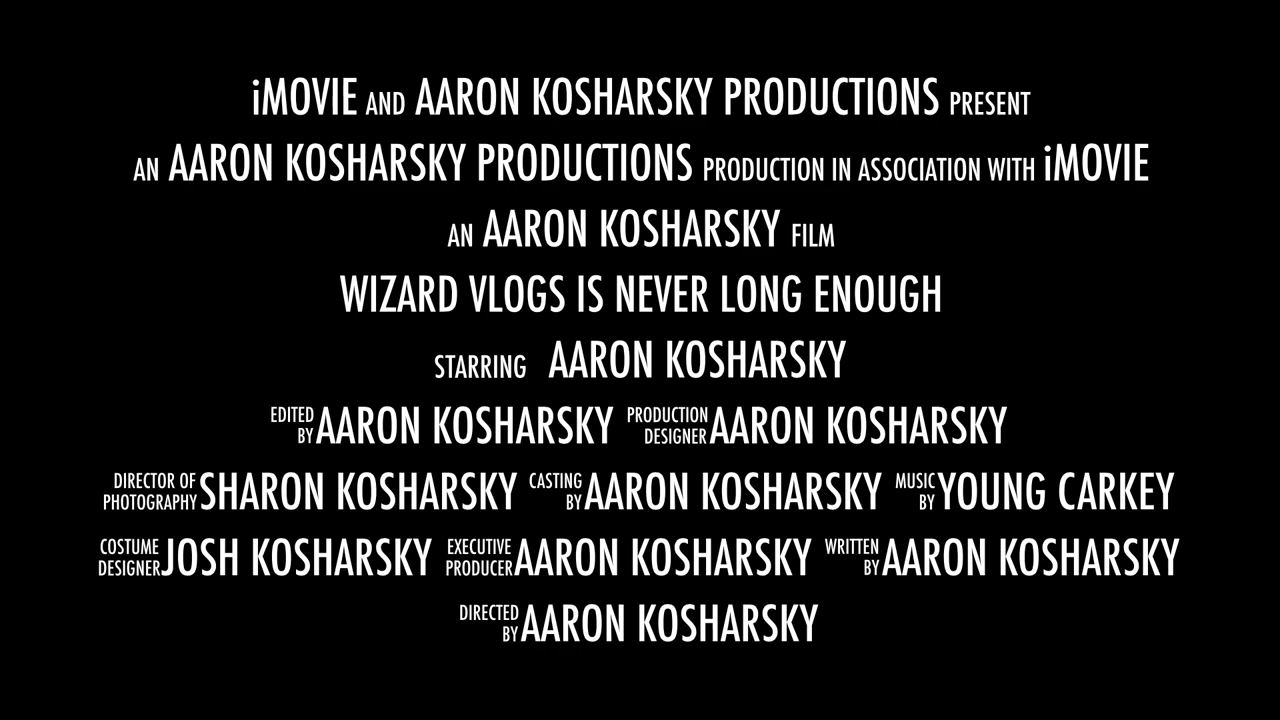 iMOVIE AND AARON KOSHARSKY PRODUCTIONS PRESENT
AN AARON KOSHARSKY PRODUCTIONS PRODUCTION IN ASSOCIATION WITH iMOVIE
AN AARON KOSHARSKY FILM
WIZARD VLOGS IS NEVER LONG ENOUGH
STARRING AARON KOSHARSKY
EDITED BY AARON KOSHARSKY PRODUCTION DESIGNER AARON KOSHARSKY
DIRECTOR OF PHOTOGRAPHY SHARON KOSHARSKY CASTING BY AARON KOSHARSKY MUSIC BY YOUNG CARKEY
COSTUME DESIGNER JOSH KOSHARSKY EXECUTIVE PRODUCER AARON KOSHARSKY WRITTEN BY AARON KOSHARSKY
DIRECTED BY AARON KOSHARSKY